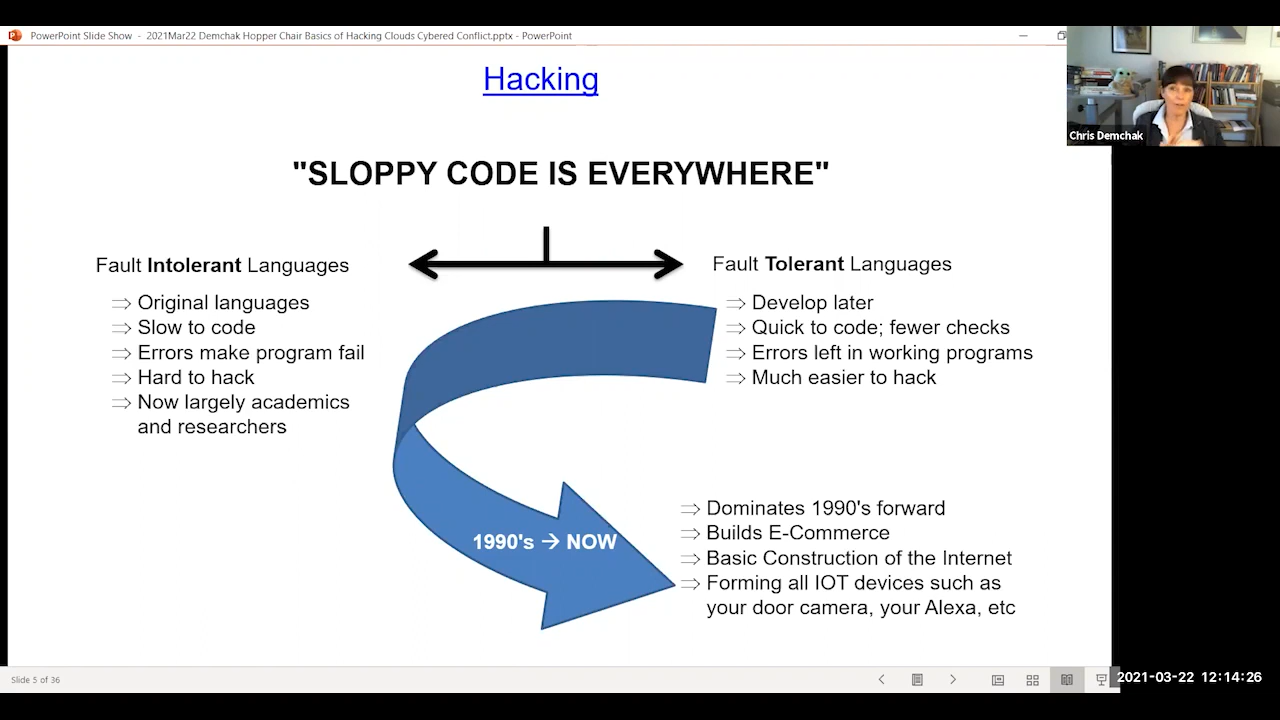 PowerPoint Slide Show - 2021Mar22 Demchak Hopper Chair Basics of Hacking Clouds Cybered Conflict.pptx - PowerPoint
Hacking
Chris Demchak
"SLOPPY CODE IS EVERYWHERE"
Fault Intolerant Languages
⇒ Original languages
⇒ Slow to code
⇒ Errors make program fail
⇒ Hard to hack
⇒ Now largely academics
and researchers
Fault Tolerant Languages
⇒ Develop later
⇒ Quick to code; fewer checks
⇒ Errors left in working programs
⇒ Much easier to hack
1990's → NOW
⇒ Dominates 1990's forward
⇒ Builds E-Commerce
⇒ Basic Construction of the Internet
⇒ Forming all IOT devices such as
your door camera, your Alexa, etc
Slide 5 of 36
2021-03-22 12:14:26